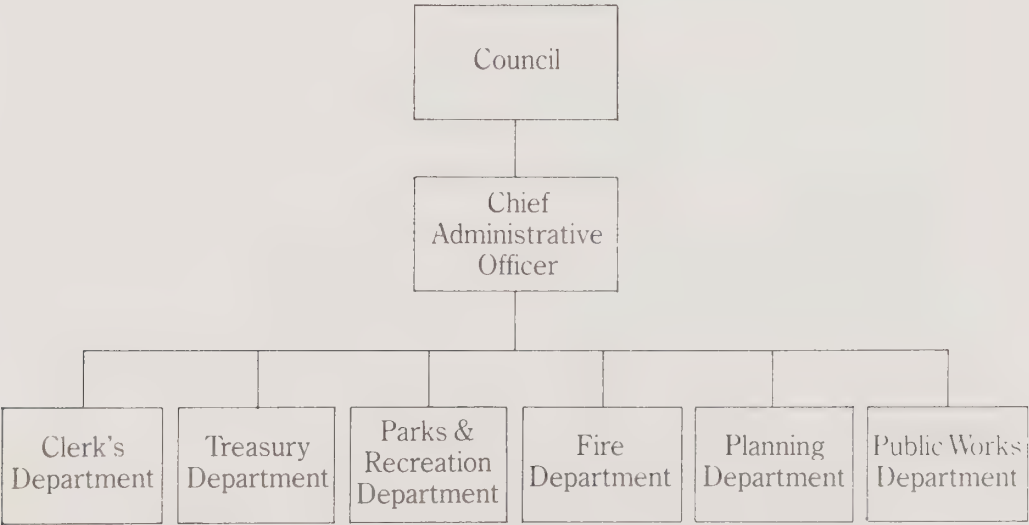 Council
Chief
Administrative
Officer
Clerk's
Department
Treasury
Department
Parks &
Recreation
Department
Fire
Department
Planning
Department
Public Works
Department